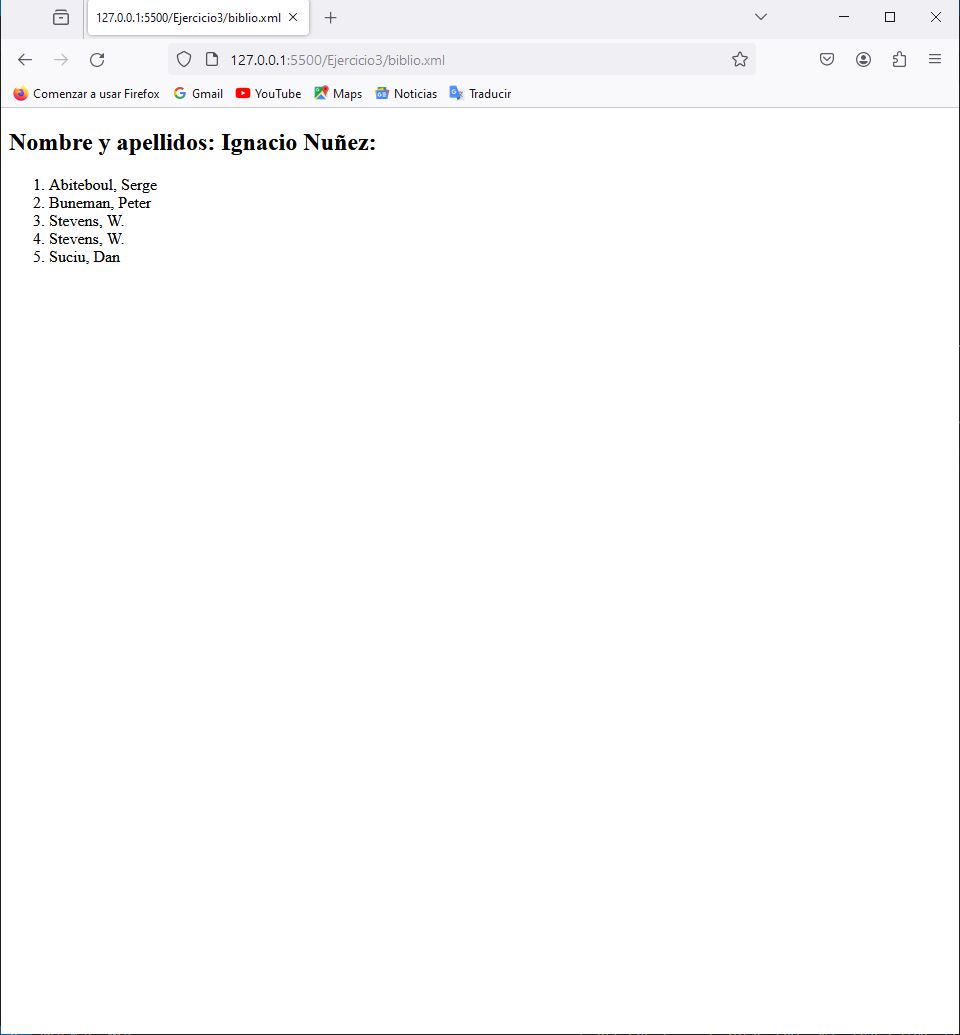 127.0.0.1:5500/Ejercicio3/biblio.xml
127.0.0.1:5500/Ejercicio3/biblio.xml
Comenzar a usar Firefox Gmail YouTube Maps Noticias Traducir
Nombre y apellidos: Ignacio Nuñez:
1. Abiteboul, Serge
2. Buneman, Peter
3. Stevens, W.
4. Stevens, W.
5. Suciu, Dan